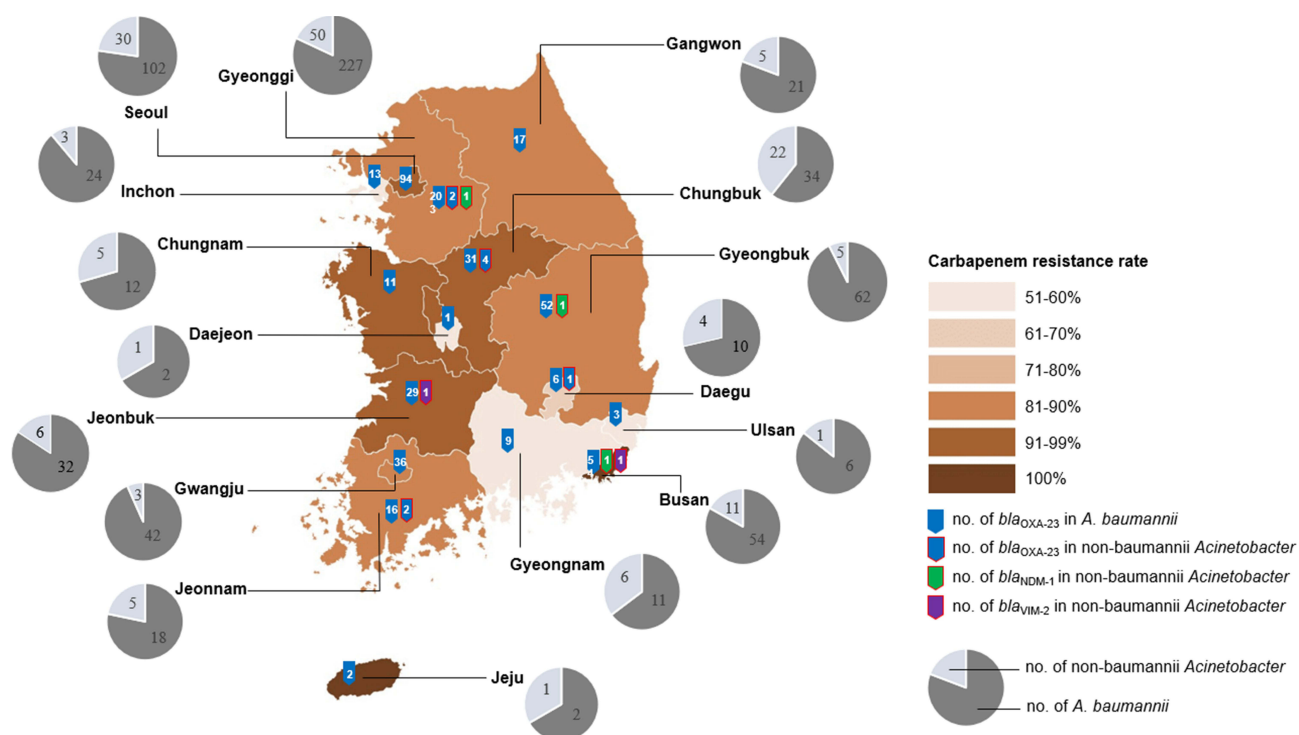 30
102
50
227
Gyeonggi
Gangwon
5
21
Seoul
3
24
Inchon
17
13
94
20
3
2
1
22
34
Chungbuk
Chungnam
5
12
11
31
4
Gyeongbuk
5
62
52
1
Daejeon
1
1
2
4
10
Jeonbuk
29
1
6
1
Daegu
3
Ulsan
1
6
6
32
9
36
5
1
1
Gwangju
3
42
16
2
Busan
11
54
Jeonnam
5
18
Gyeongnam
6
11
2
Jeju
1
2
Carbapenem resistance rate
51-60%
61-70%
71-80%
81-90%
91-99%
100%
no. of blaOXA-23 in A. baumannii
no. of blaOXA-23 in non-baumannii Acinetobacter
no. of blaNDM-1 in non-baumannii Acinetobacter
no. of blaVIM-2 in non-baumannii Acinetobacter
no. of non-baumannii Acinetobacter
no. of A. baumannii